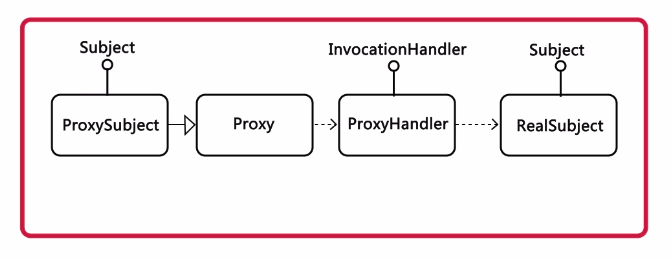 Subject
InvocationHandler
Subject
ProxySubject
Proxy
ProxyHandler
RealSubject